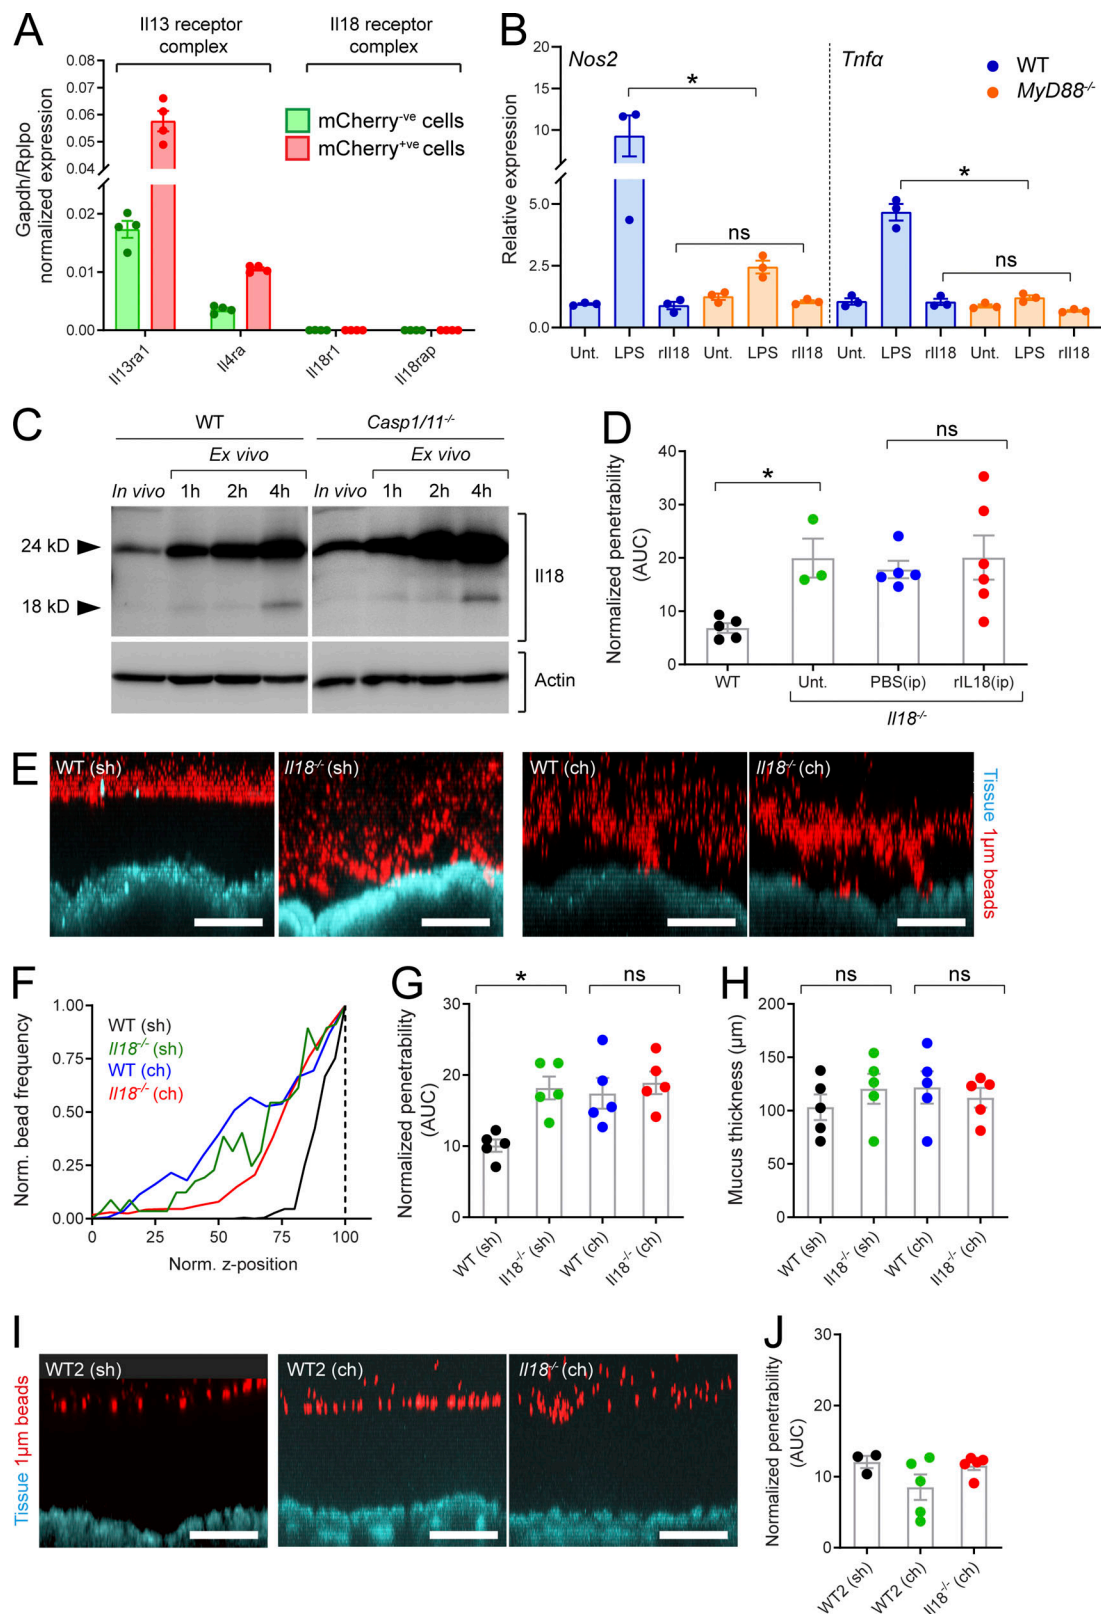 A
Il13 receptor
complex
Il18 receptor
complex
Gapdh/Rplpo
normalized expression
0.08
0.07
0.06
0.05
0.04
0.02
0.01
0.00
mCherry-ve cells
mCherry+ve cells
Il13ra1
Il4ra
Il18r1
Il18rap
B
Relative expression
20
10
5.0
2.5
0.0
Nos2
Tnfα
WT
MyD88-/-
*
ns
*
ns
Unt. LPS rIl18 Unt. LPS rIl18 Unt. LPS rIl18 Unt. LPS rIl18
C
WT
Casp1/11-/-
Ex vivo
Ex vivo
In vivo 1h 2h 4h In vivo 1h 2h 4h
24 kD
18 kD
Il18
Actin
D
Normalized penetrability
(AUC)
40
30
20
10
0
*
ns
WT
Unt.
PBS(ip)
rIL18(ip)
Il18-/-
E
WT (sh)
Il18-/- (sh)
WT (ch)
Il18-/- (ch)
Tissue 1µm beads
F
Norm. bead frequency
1.00
0.75
0.50
0.25
0.00
WT (sh)
Il18-/- (sh)
WT (ch)
Il18-/- (ch)
0 25 50 75 100
Norm. z-position
G
Normalized penetrability
(AUC)
30
20
10
0
*
ns
WT (sh)
Il18-/- (sh)
WT (ch)
Il18-/- (ch)
H
Mucus thickness (µm)
200
150
100
50
0
ns
ns
WT (sh)
Il18-/- (sh)
WT (ch)
Il18-/- (ch)
I
Tissue 1µm beads
WT2 (sh)
WT2 (ch)
Il18-/- (ch)
J
Normalized penetrability
(AUC)
30
20
10
0
WT2 (sh)
WT2 (ch)
Il18-/- (ch)